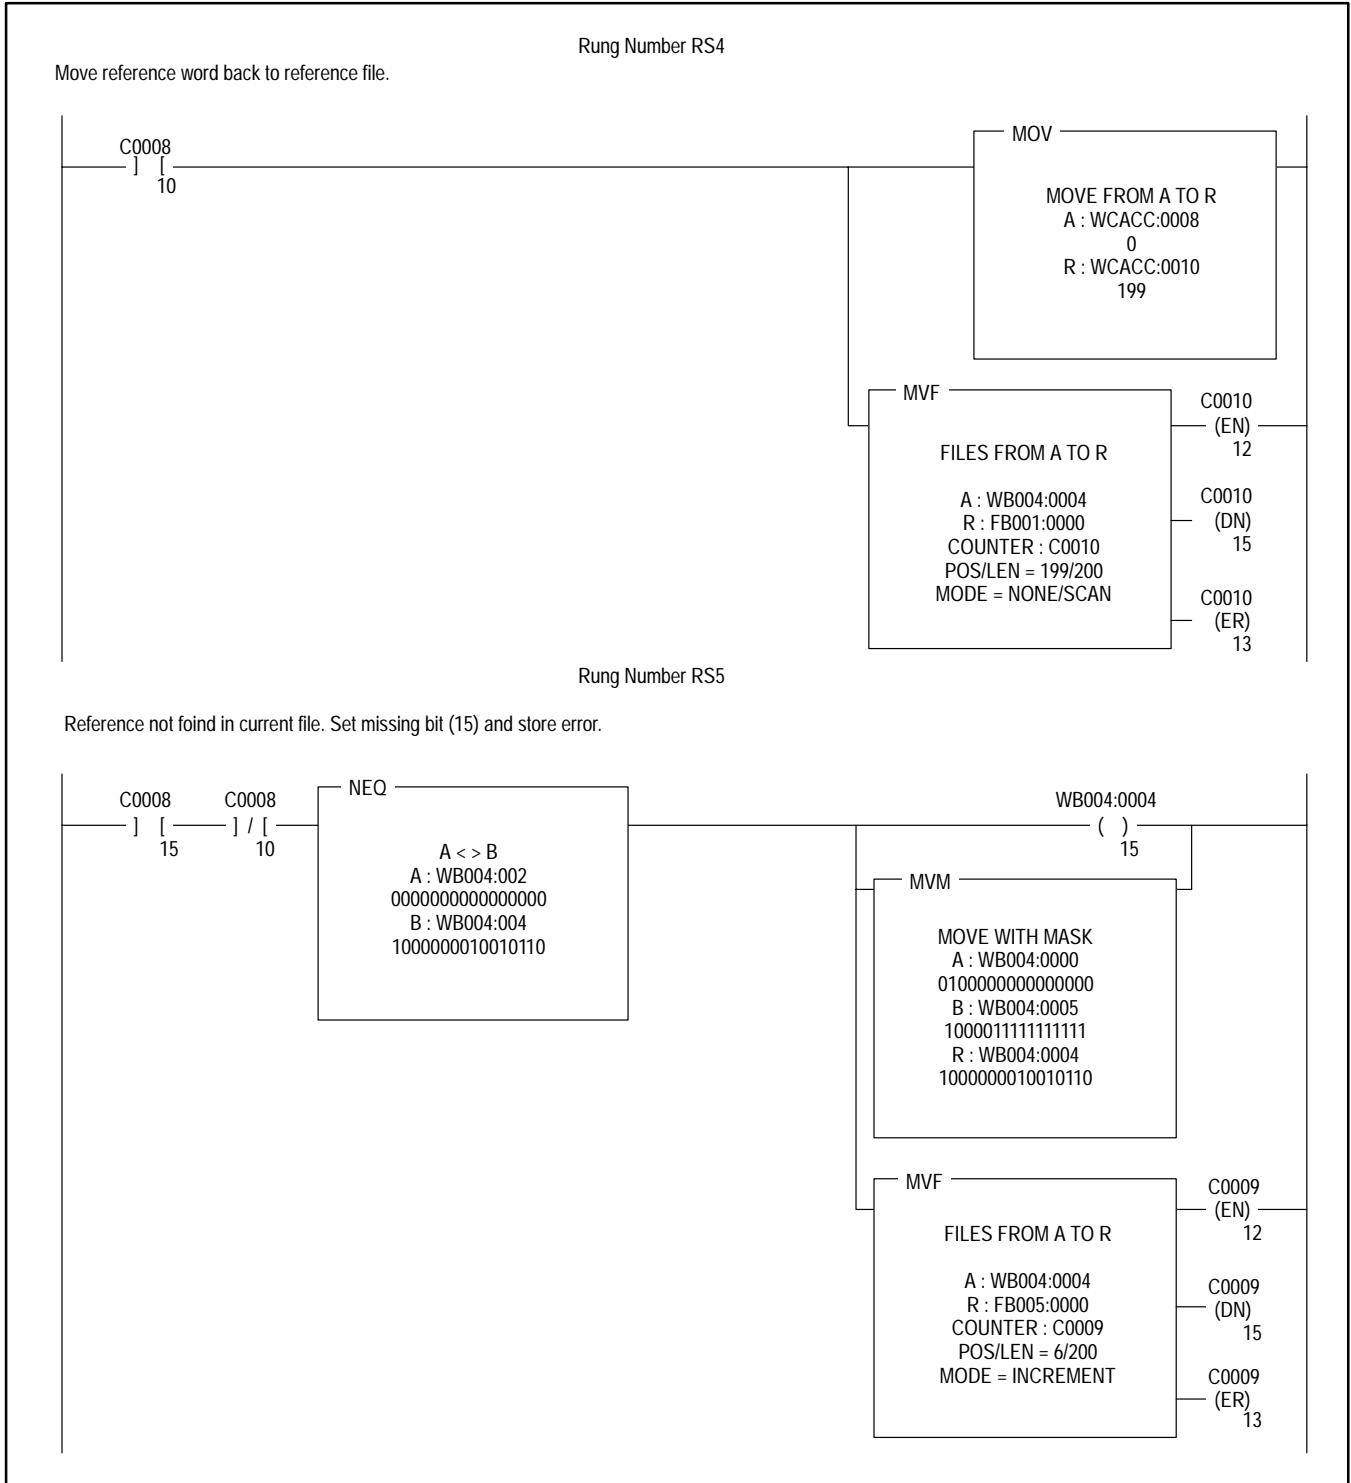 Rung Number RS4
Move reference word back to reference file.
C0008
] [
10
MOV
MOVE FROM A TO R
A : WCACC:0008
0
R : WCACC:0010
199
MVF
FILES FROM A TO R
A : WB004:0004
R : FB001:0000
COUNTER : C0010
POS/LEN = 199/200
MODE = NONE/SCAN
C0010
(EN)
12
C0010
(DN)
15
C0010
(ER)
13
Rung Number RS5
Reference not foind in current file. Set missing bit (15) and store error.
C0008
] [
15
C0008
] / [
10
NEQ
A < > B
A : WB004:002
0000000000000000
B : WB004:004
1000000010010110
WB004:0004
( )
15
MVM
MOVE WITH MASK
A : WB004:0000
0100000000000000
B : WB004:0005
1000011111111111
R : WB004:0004
1000000010010110
MVF
FILES FROM A TO R
A : WB004:0004
R : FB005:0000
COUNTER : C0009
POS/LEN = 6/200
MODE = INCREMENT
C0009
(EN)
12
C0009
(DN)
15
C0009
(ER)
13